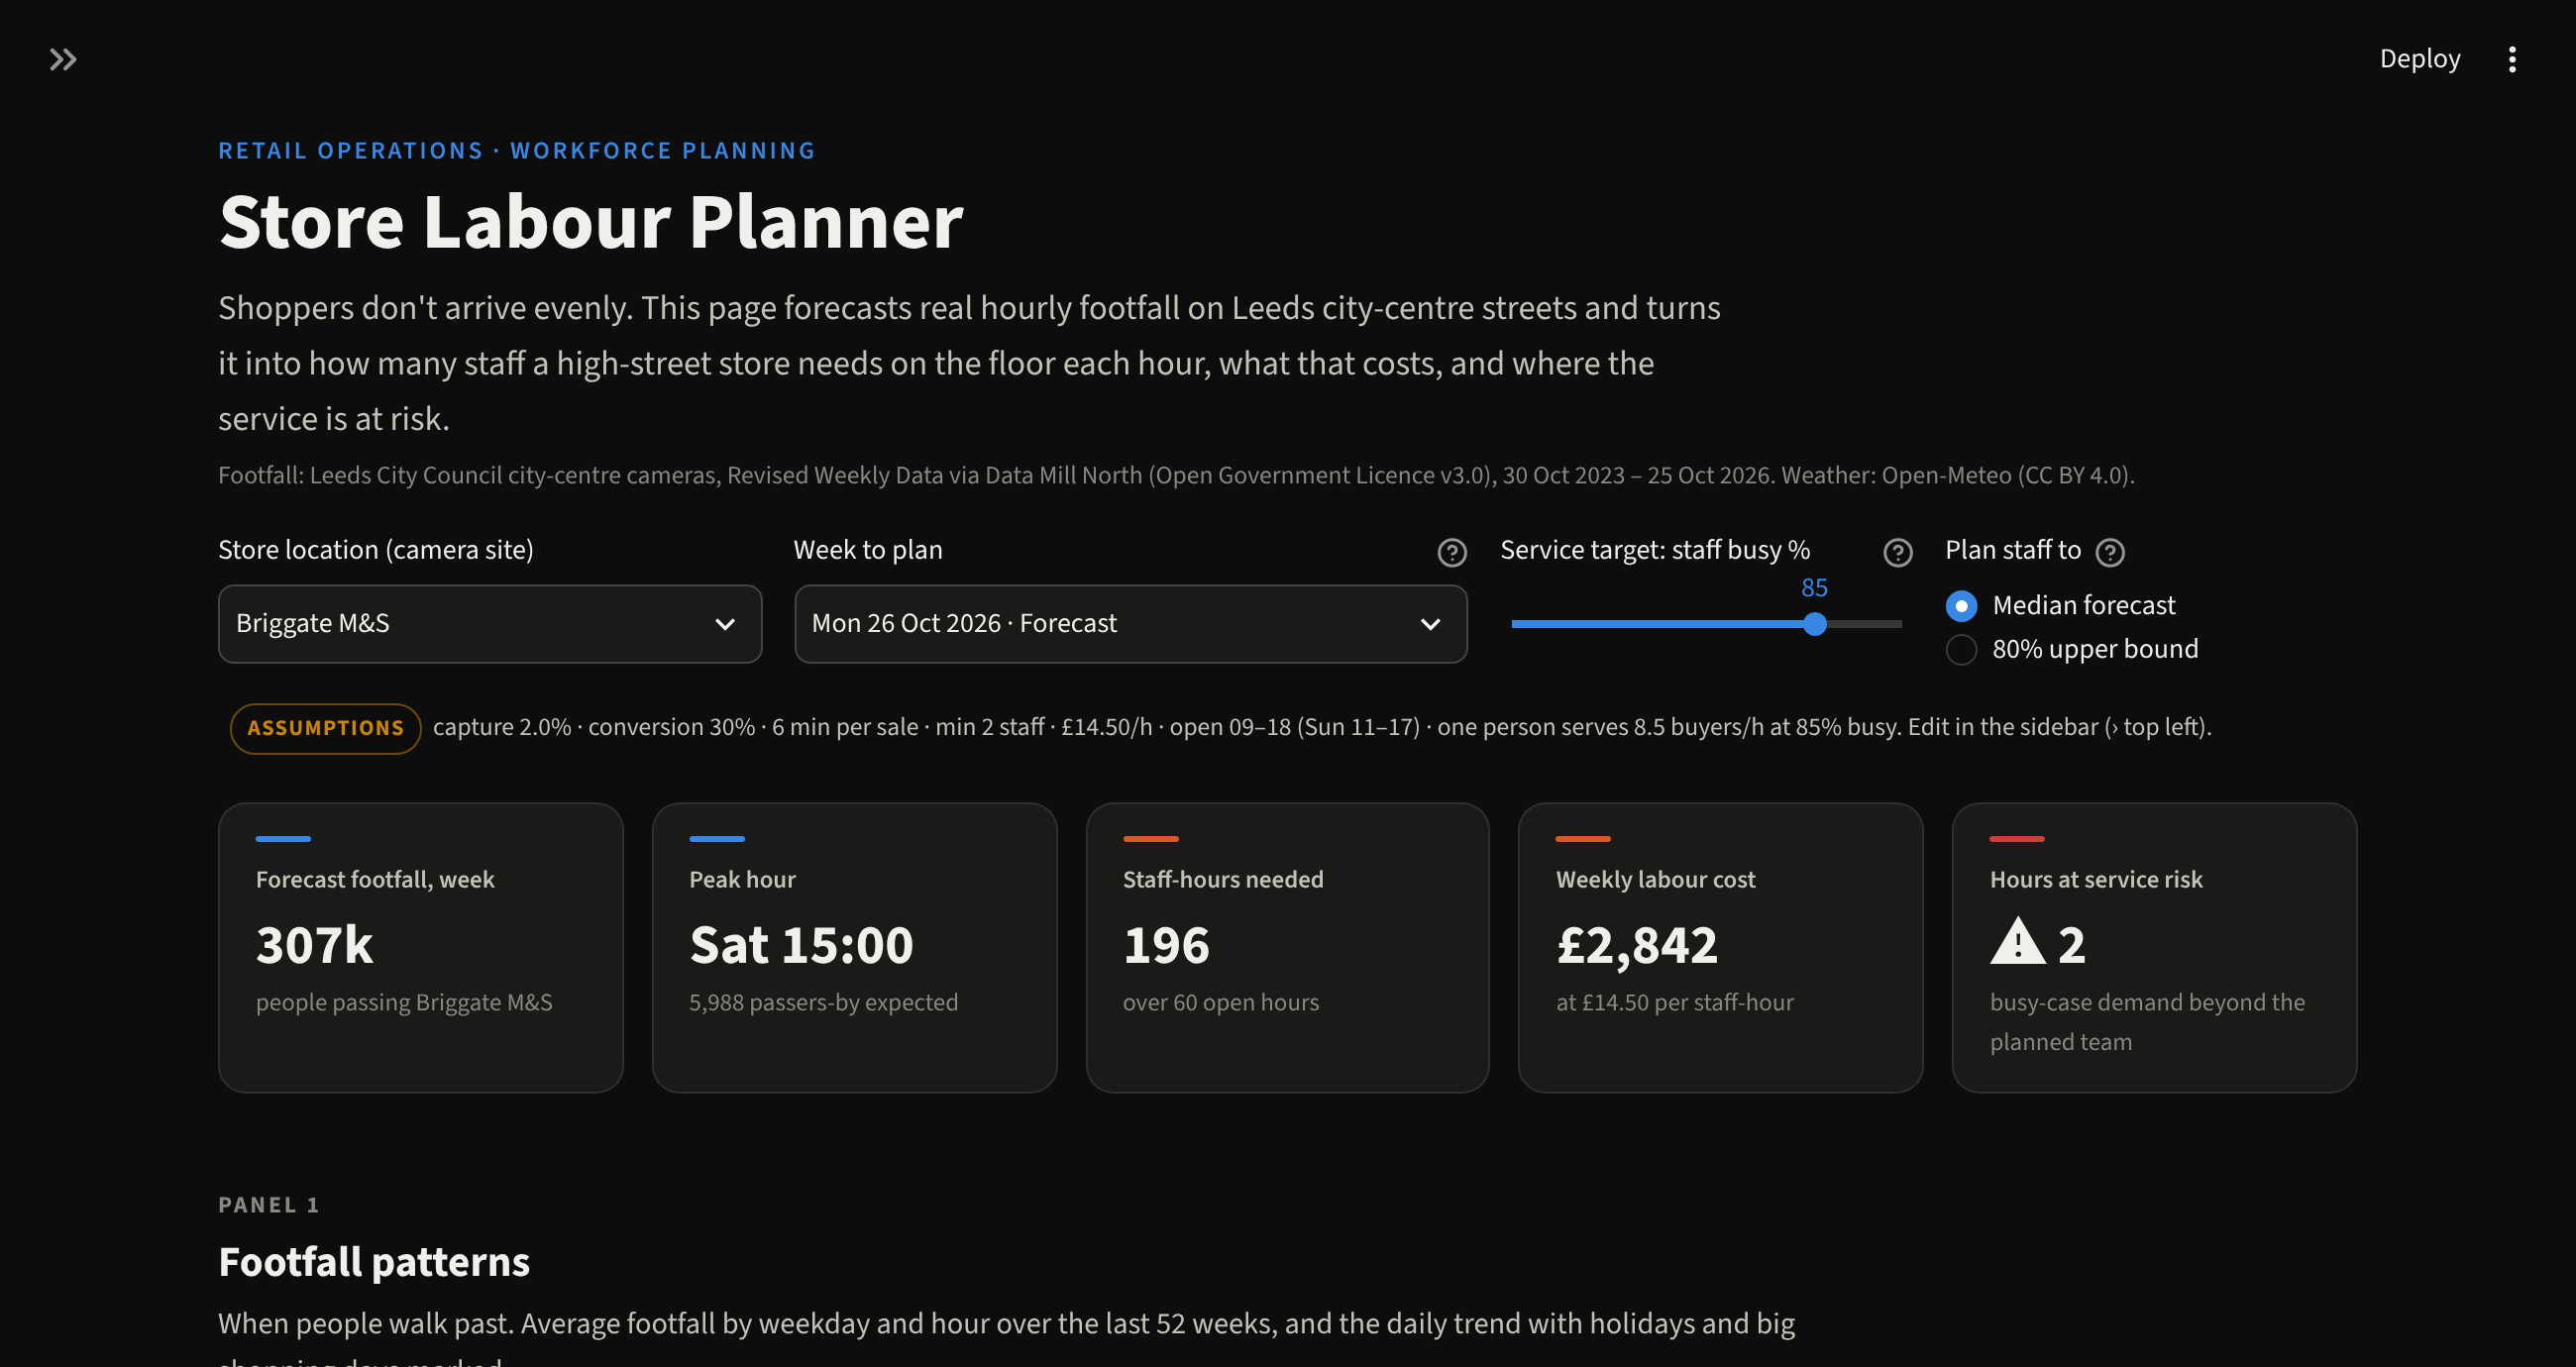 Deploy
RETAIL OPERATIONS · WORKFORCE PLANNING
Store Labour Planner
Shoppers don't arrive evenly. This page forecasts real hourly footfall on Leeds city-centre streets and turns
it into how many staff a high-street store needs on the floor each hour, what that costs, and where the
service is at risk.
Footfall: Leeds City Council city-centre cameras, Revised Weekly Data via Data Mill North (Open Government Licence v3.0), 30 Oct 2023 – 25 Oct 2026. Weather: Open-Meteo (CC BY 4.0).
Store location (camera site)
Briggate M&S
Week to plan
Mon 26 Oct 2026 · Forecast
Service target: staff busy %
85
Plan staff to
Median forecast
80% upper bound
ASSUMPTIONS capture 2.0% · conversion 30% · 6 min per sale · min 2 staff · £14.50/h · open 09–18 (Sun 11–17) · one person serves 8.5 buyers/h at 85% busy. Edit in the sidebar (› top left).
Forecast footfall, week
307k
people passing Briggate M&S
Peak hour
Sat 15:00
5,988 passers-by expected
Staff-hours needed
196
over 60 open hours
Weekly labour cost
£2,842
at £14.50 per staff-hour
Hours at service risk
⚠ 2
busy-case demand beyond the
planned team
PANEL 1
Footfall patterns
When people walk past. Average footfall by weekday and hour over the last 52 weeks, and the daily trend with holidays and big